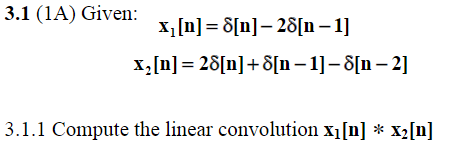 3.1 (1A) Given: x₁[n] = δ[n] – 2δ[n – 1]
x₂[n] = 2δ[n] + δ[n – 1] – δ[n – 2]
3.1.1 Compute the linear convolution x₁[n] * x₂[n]